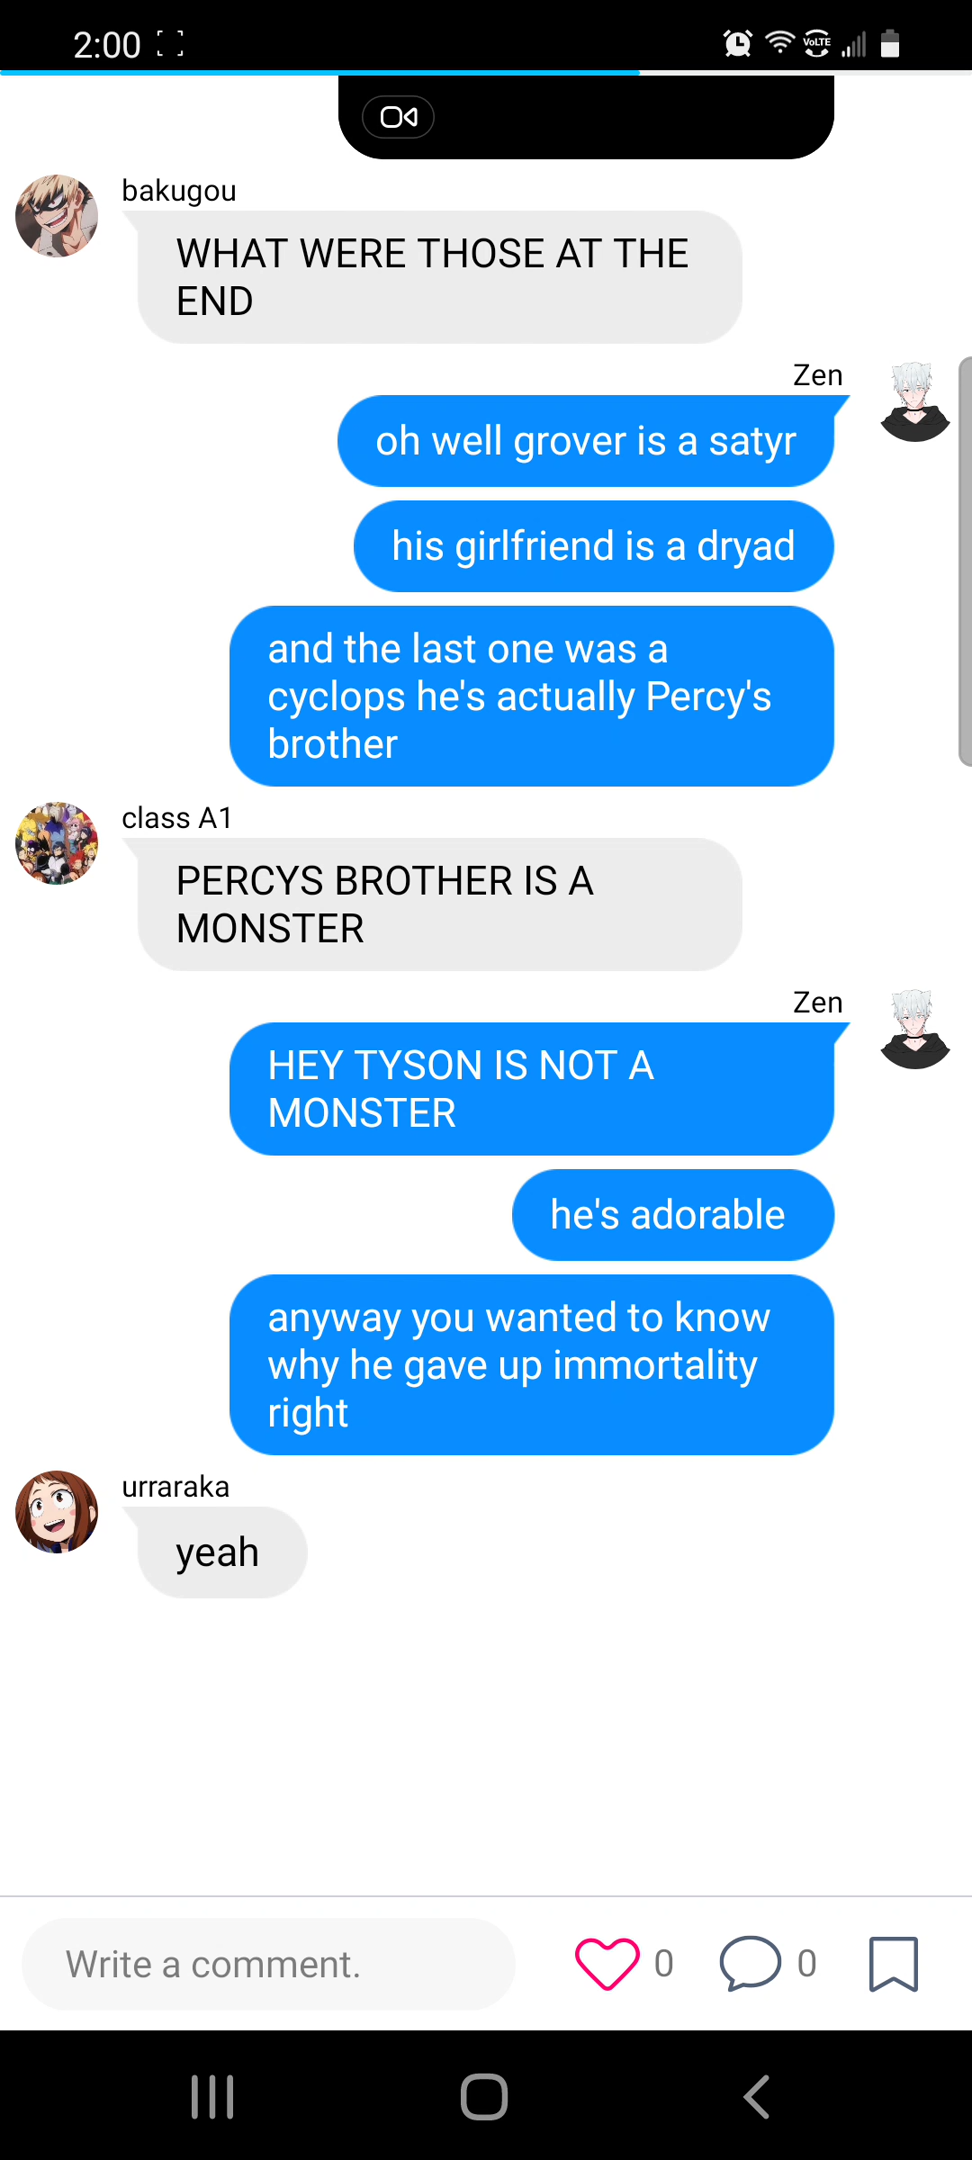 2:00
VoLTE
bakugou
WHAT WERE THOSE AT THE
END
Zen
oh well grover is a satyr
his girlfriend is a dryad
and the last one was a
cyclops he's actually Percy's
brother
class A1
PERCYS BROTHER IS A
MONSTER
Zen
HEY TYSON IS NOT A
MONSTER
he's adorable
anyway you wanted to know
why he gave up immortality
right
urraraka
yeah
Write a comment.
0
0